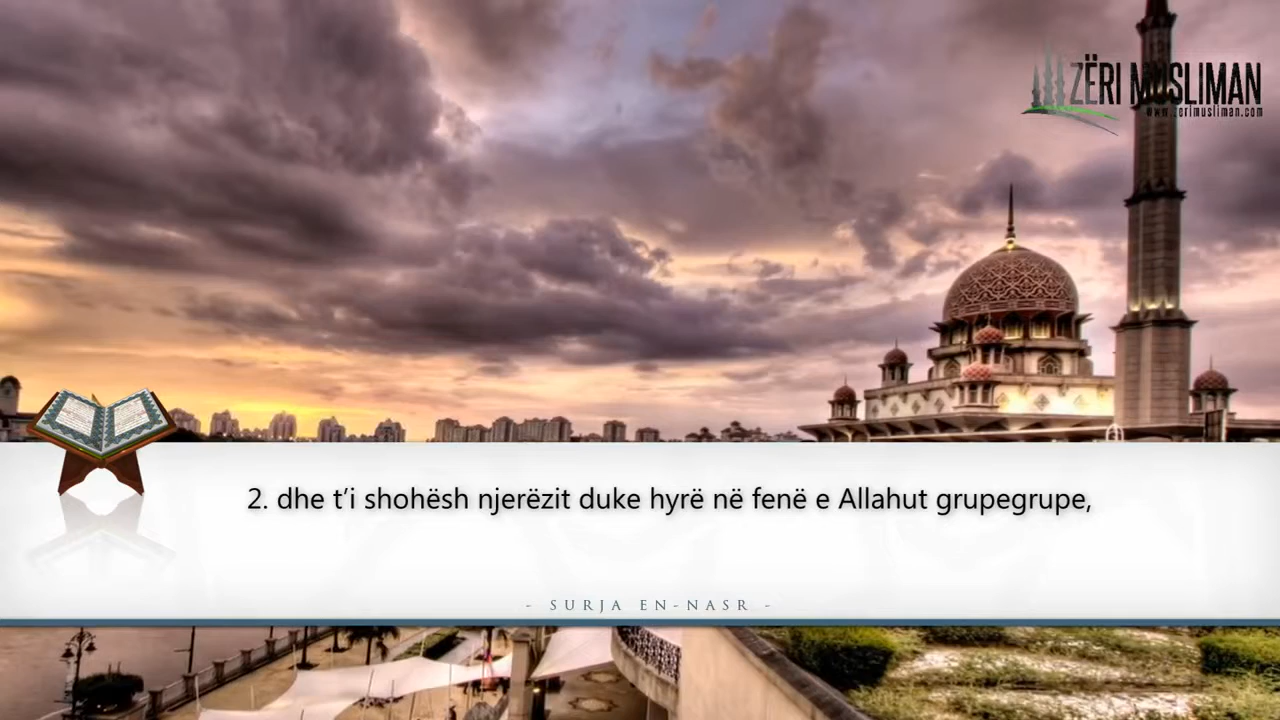 ZËRI MUSLIMAN
www.zerimusliman.com
2. dhe t’i shohësh njerëzit duke hyrë në fenë e Allahut grupegrupe,
- SURJA EN-NASR -